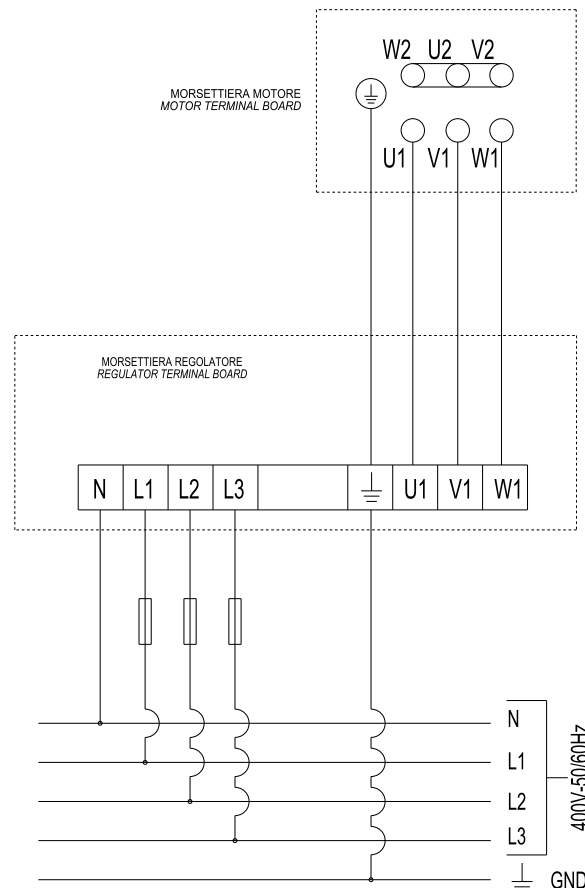 W2 U2 V2
MORSETTIERA MOTORE
MOTOR TERMINAL BOARD
U1 V1 W1
MORSETTIERA REGOLATORE
REGULATOR TERMINAL BOARD
N L1 L2 L3 U1 V1 W1
N
L1
L2
L3
400V-50/60Hz
GND